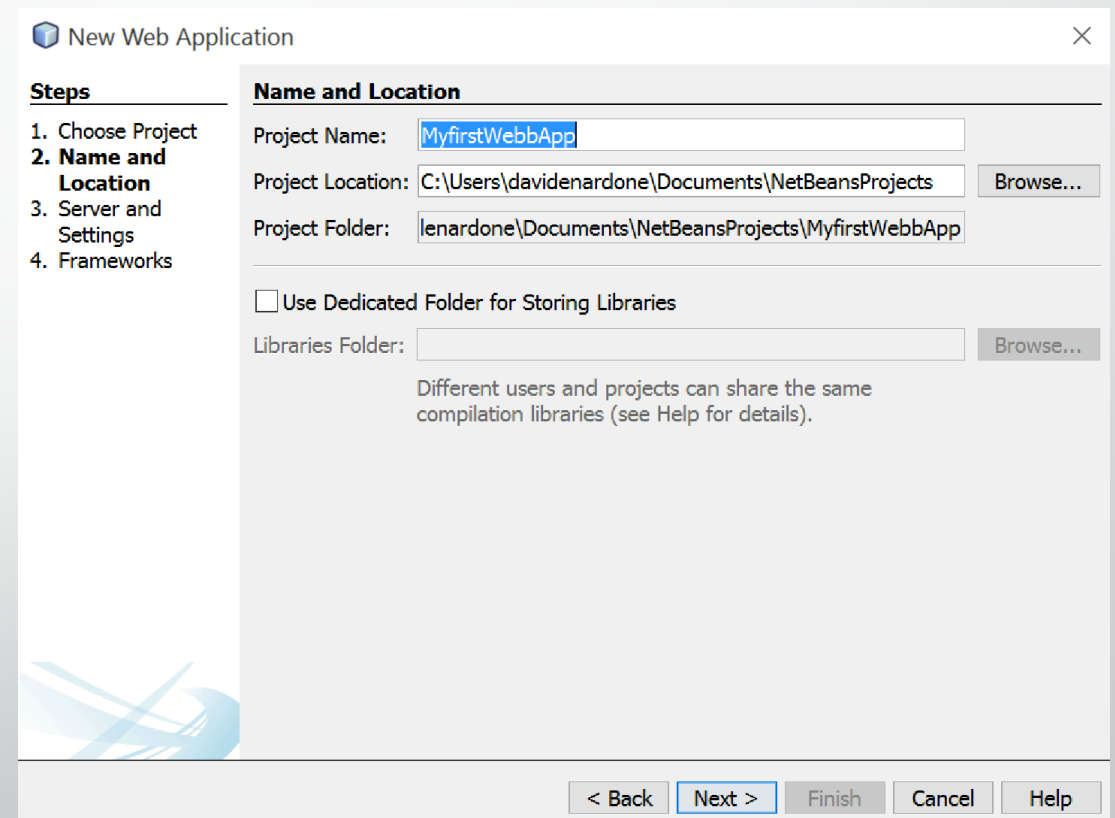 New Web Application
Steps
1. Choose Project
2. Name and
Location
3. Server and
Settings
4. Frameworks
Name and Location
Project Name: MyfirstWebbApp
Project Location: C:\Users\davidenardone\Documents\NetBeansProjects Browse...
Project Folder: lenardone\Documents\NetBeansProjects\MyfirstWebbApp
Use Dedicated Folder for Storing Libraries
Libraries Folder: Browse...
Different users and projects can share the same
compilation libraries (see Help for details).
< Back Next > Finish Cancel Help